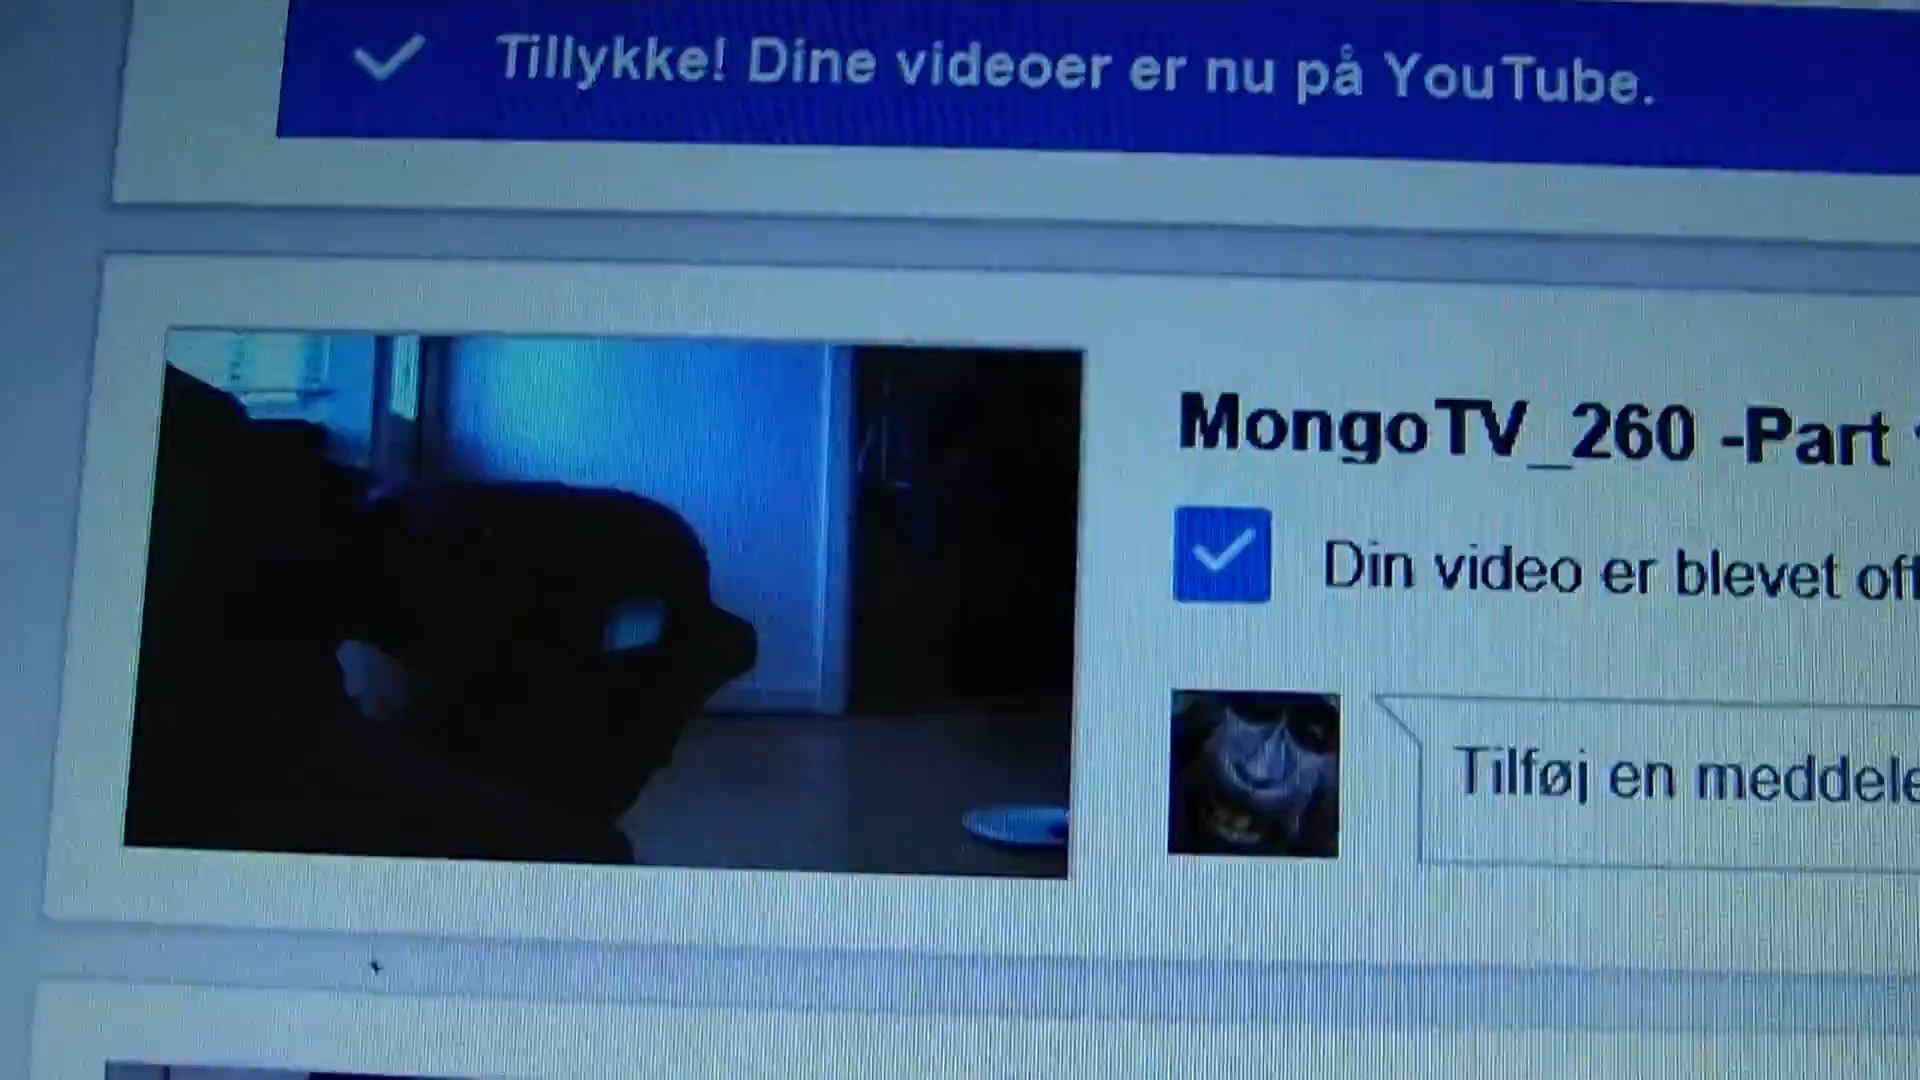 Tillykke! Dine videoer er nu på YouTube.
MongoTV_260 -Part
Din video er blevet
Tilføj en